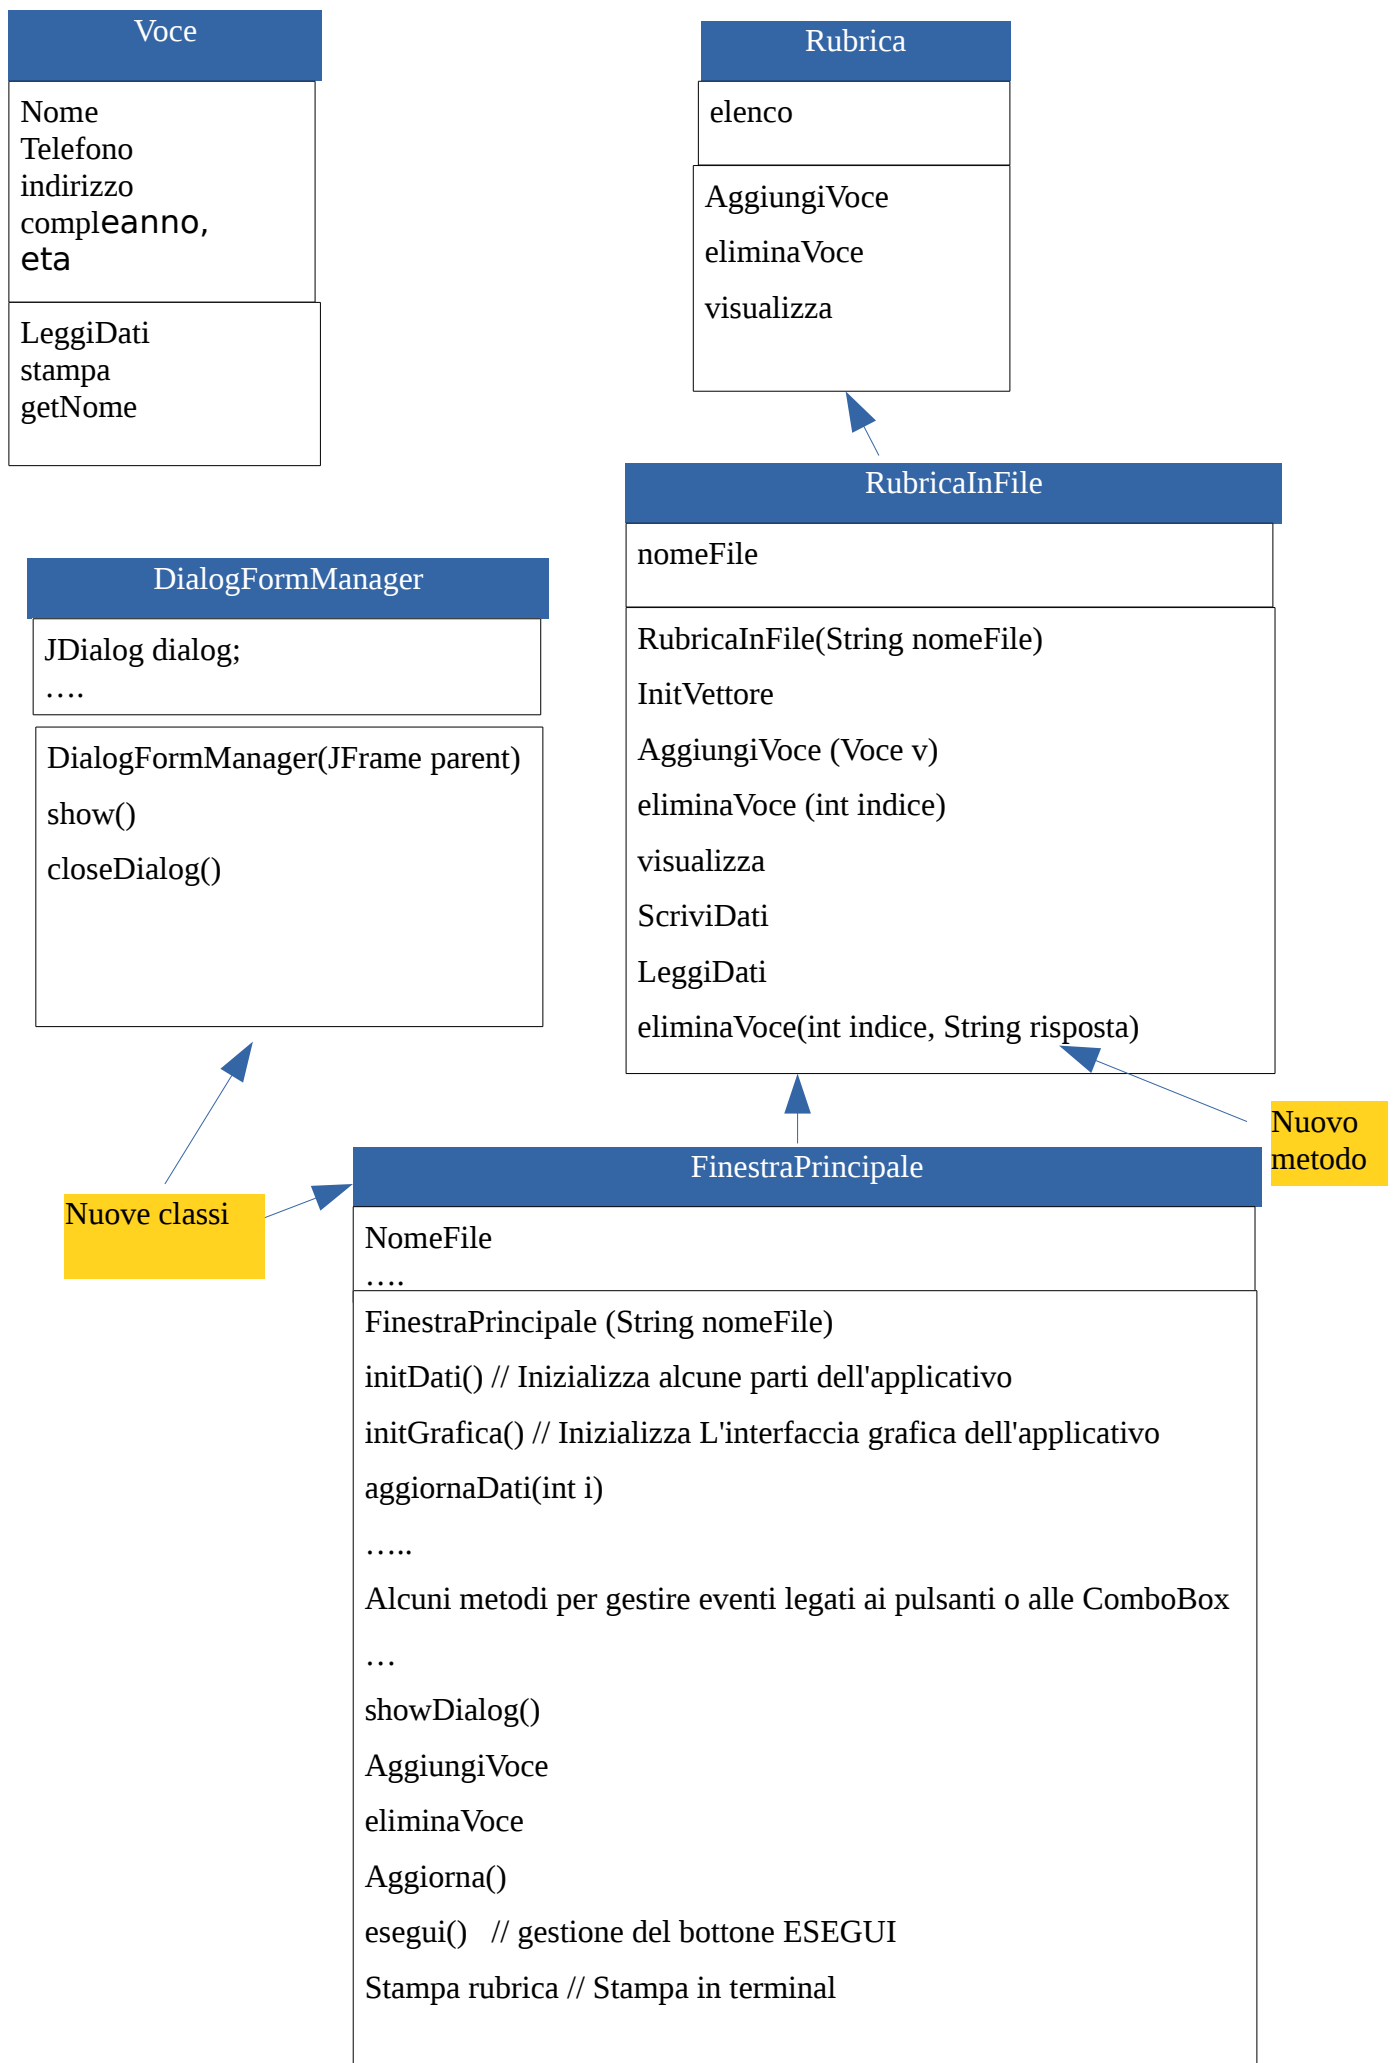 Voce
Nome
Telefono
indirizzo
compleanno,
eta
LeggiDati
stampa
getNome
Rubrica
elenco
AggiungiVoce
eliminaVoce
visualizza
RubricaInFile
nomeFile
RubricaInFile(String nomeFile)
InitVettore
AggiungiVoce (Voce v)
eliminaVoce (int indice)
visualizza
ScriviDati
LeggiDati
eliminaVoce(int indice, String risposta)
DialogFormManager
JDialog dialog;
….
DialogFormManager(JFrame parent)
show()
closeDialog()
Nuovo
metodo
Nuove classi
FinestraPrincipale
NomeFile
….
FinestraPrincipale (String nomeFile)
initDati() // Inizializza alcune parti dell'applicativo
initGrafica() // Inizializza L'interfaccia grafica dell'applicativo
aggiornaDati(int i)
…..
Alcuni metodi per gestire eventi legati ai pulsanti o alle ComboBox
…
showDialog()
AggiungiVoce
eliminaVoce
Aggiorna()
esegui() // gestione del bottone ESEGUI
Stampa rubrica // Stampa in terminal